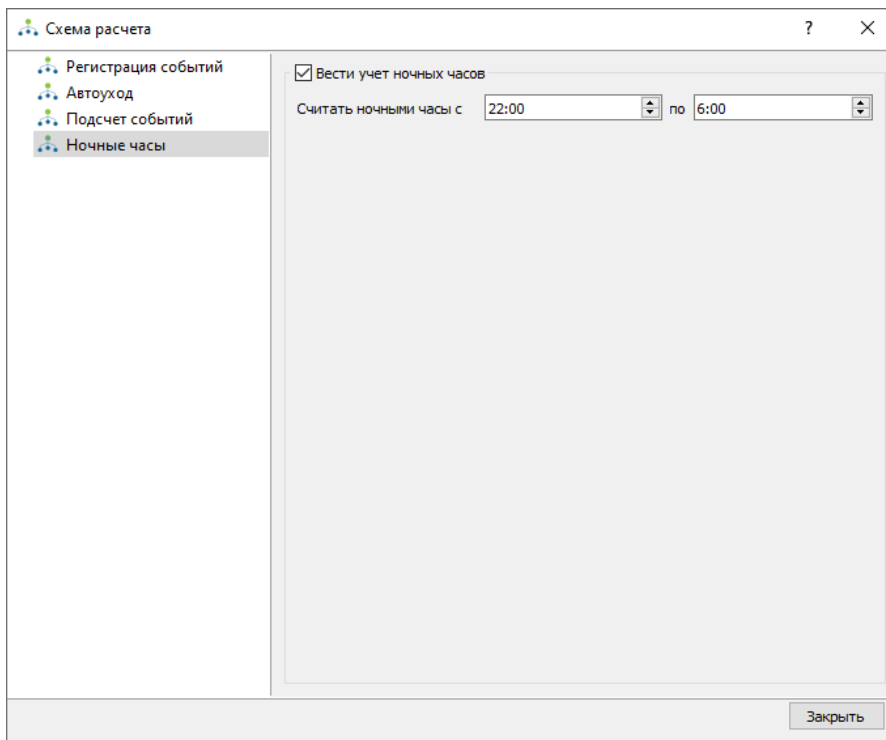 Схема расчета
?
Регистрация событий
Автоуход
Подсчет событий
Ночные часы
Вести учет ночных часов
Считать ночными часы с 22:00 по 6:00
Закрыть